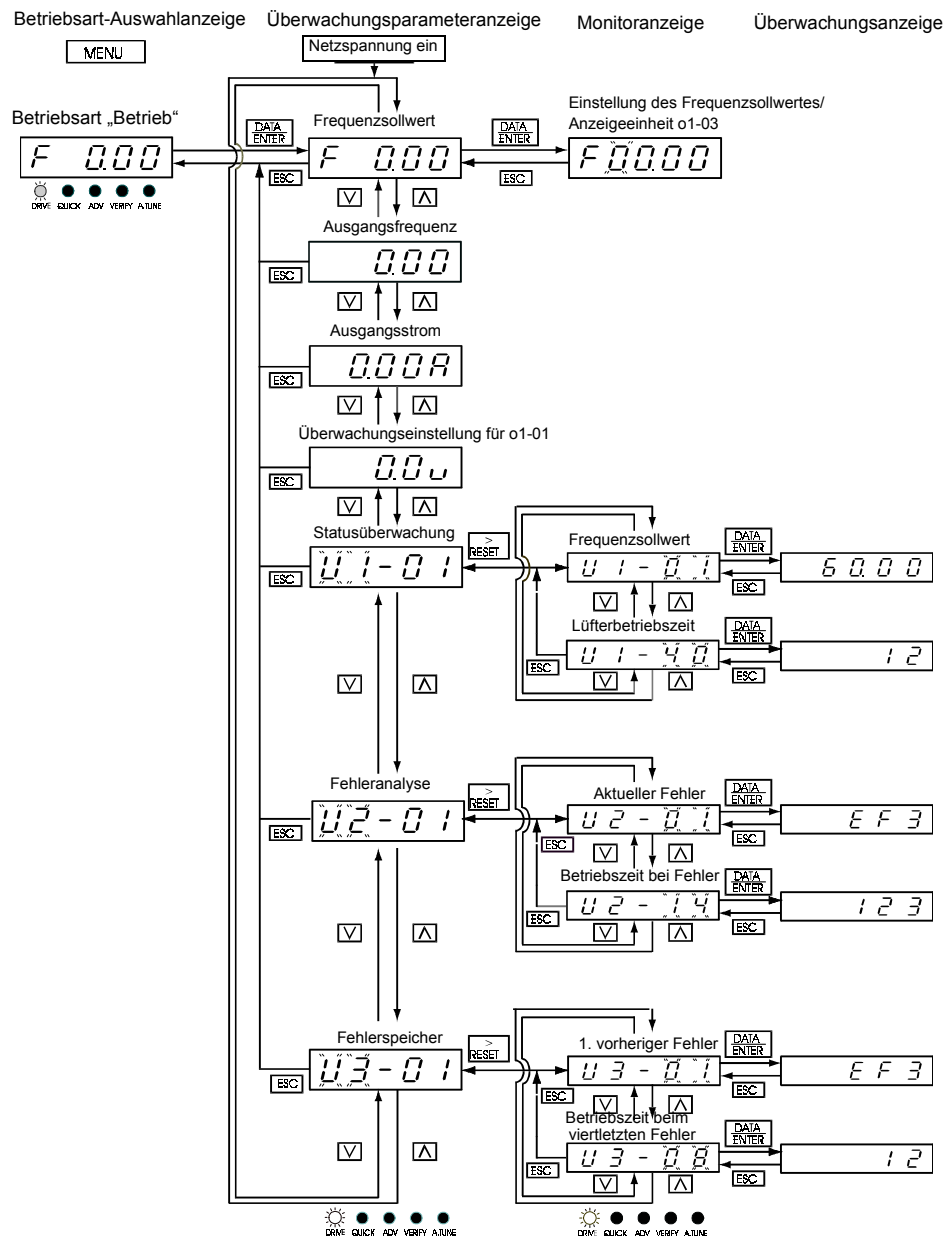 Betriebsart-Auswahlanzeige
Überwachungsparameteranzeige
Monitoranzeige
Überwachungsanzeige
MENU
Netzspannung ein
Betriebsart „Betrieb“
DATA
ENTER
Frequenzsollwert
DATA
ENTER
Einstellung des Frequenzsollwertes/
Anzeigeeinheit o1-03
F 0.00
F 0.00
F00.00
ESC
ESC
DRIVE QUICK ADV VERIFY A.TUNE
Ausgangsfrequenz
0.00
ESC
Ausgangsstrom
0.00A
ESC
Überwachungseinstellung für o1-01
0.0u
ESC
Statusüberwachung
>
RESET
Frequenzsollwert
DATA
ENTER
U1-01
U1-01
60.00
ESC
ESC
Lüfterbetriebszeit
DATA
ENTER
ESC
U1-40
12
ESC
Fehleranalyse
>
RESET
Aktueller Fehler
DATA
ENTER
U2-01
U2-01
EF3
ESC
ESC
ESC
Betriebszeit bei Fehler
DATA
ENTER
ESC
U2-14
123
ESC
Fehlerspeicher
>
RESET
1. vorheriger Fehler
DATA
ENTER
U3-01
U3-01
EF3
ESC
ESC
ESC
Betriebszeit beim
viertletzten Fehler
DATA
ENTER
ESC
U3-08
12
ESC
DRIVE QUICK ADV VERIFY A.TUNE
DRIVE QUICK ADV VERIFY A.TUNE